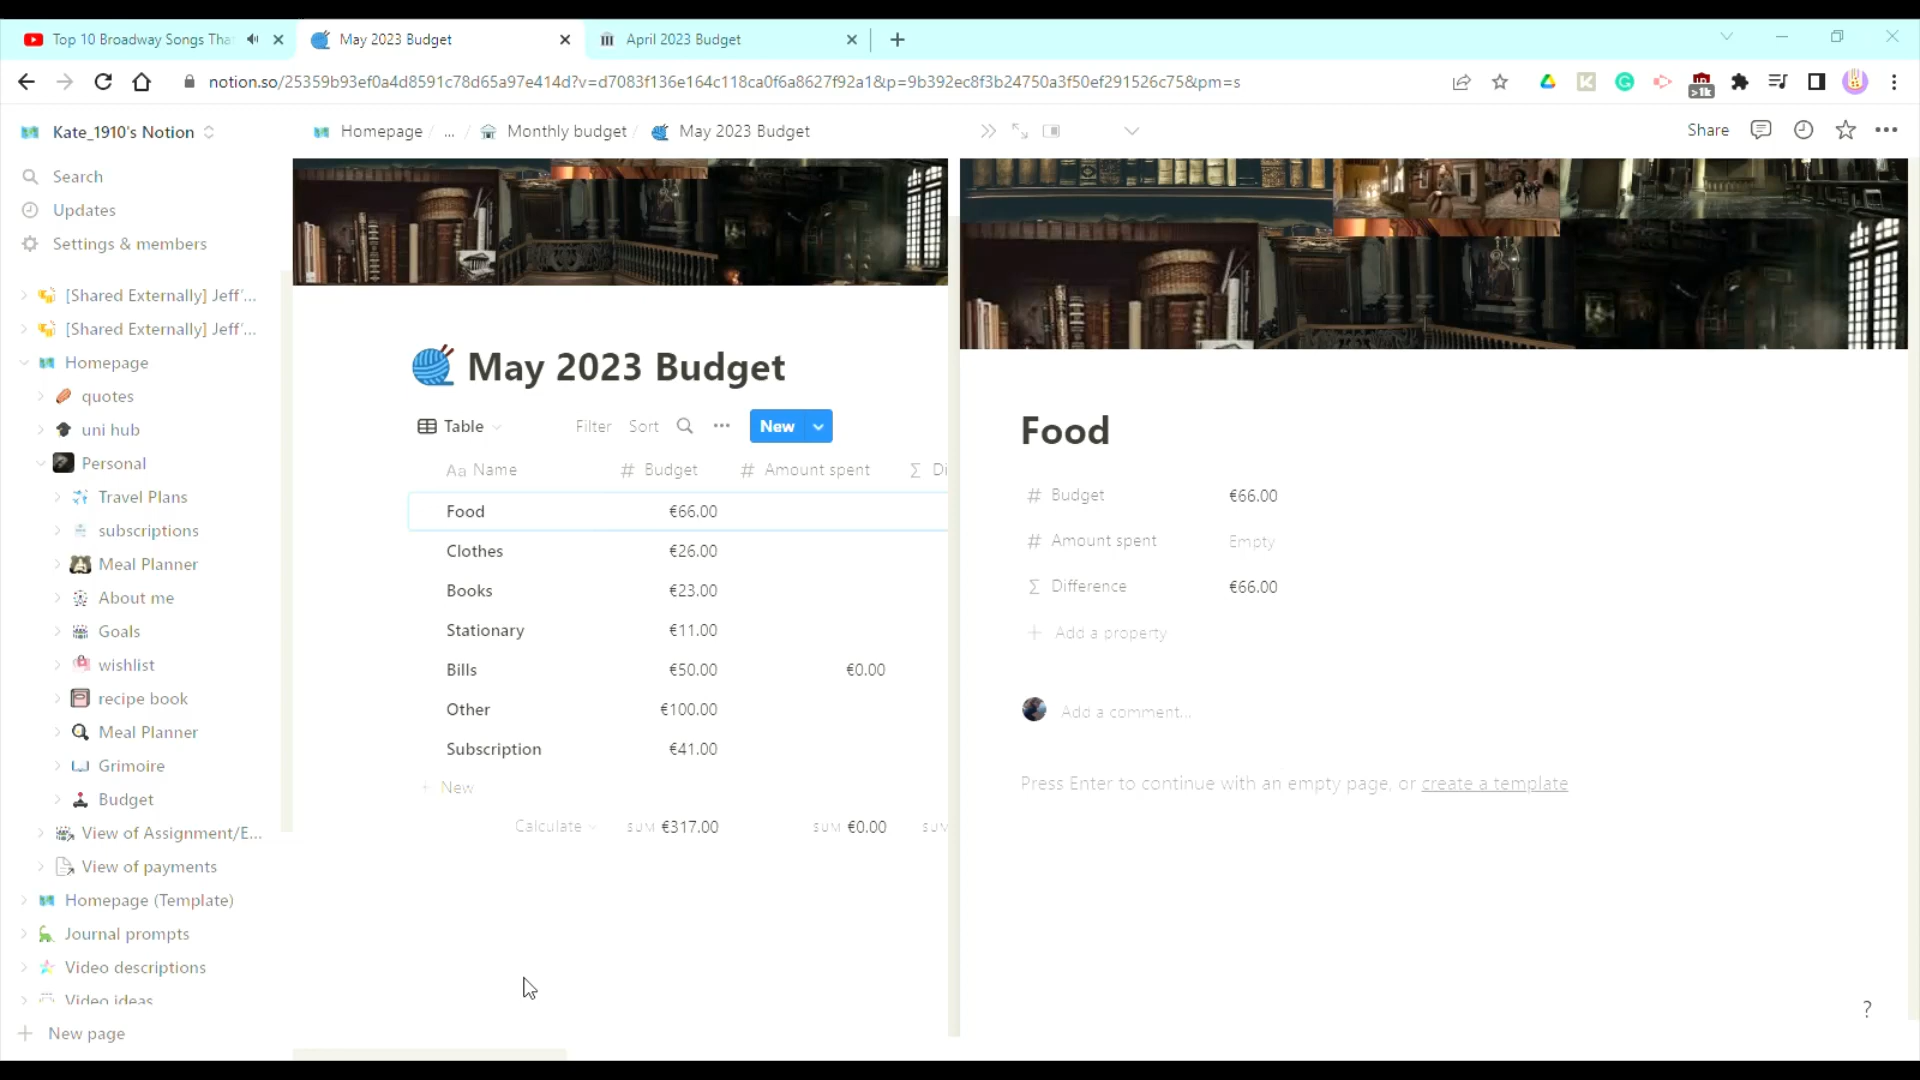 Top 10 Broadway Songs Tha
May 2023 Budget
April 2023 Budget
notion.so/25359b93ef0a4d8591c78d65a97e414d?v=d7083f136e164c118ca0f6a8627f92a1&p=9b392ec8f3b24750a3f50ef291526c75&pm=s
>1k
Kate_1910's Notion
Homepage / ... / Monthly budget / May 2023 Budget
Share
Search
Updates
Settings & members
[Shared Externally] Jeff'...
[Shared Externally] Jeff'...
Homepage
quotes
uni hub
Personal
Travel Plans
subscriptions
Meal Planner
About me
Goals
wishlist
recipe book
Meal Planner
Grimoire
Budget
View of Assignment/E...
View of payments
Homepage (Template)
Journal prompts
Video descriptions
Video ideas
New page
May 2023 Budget
Table
Filter Sort
New
Aa Name # Budget # Amount spent Σ Di
Food €66.00
Clothes €26.00
Books €23.00
Stationary €11.00
Bills €50.00 €0.00
Other €100.00
Subscription €41.00
+ New
Calculate SUM €317.00 SUM €0.00 SUM
Food
# Budget €66.00
# Amount spent Empty
Σ Difference €66.00
+ Add a property
Add a comment...
Press Enter to continue with an empty page, or create a template
?